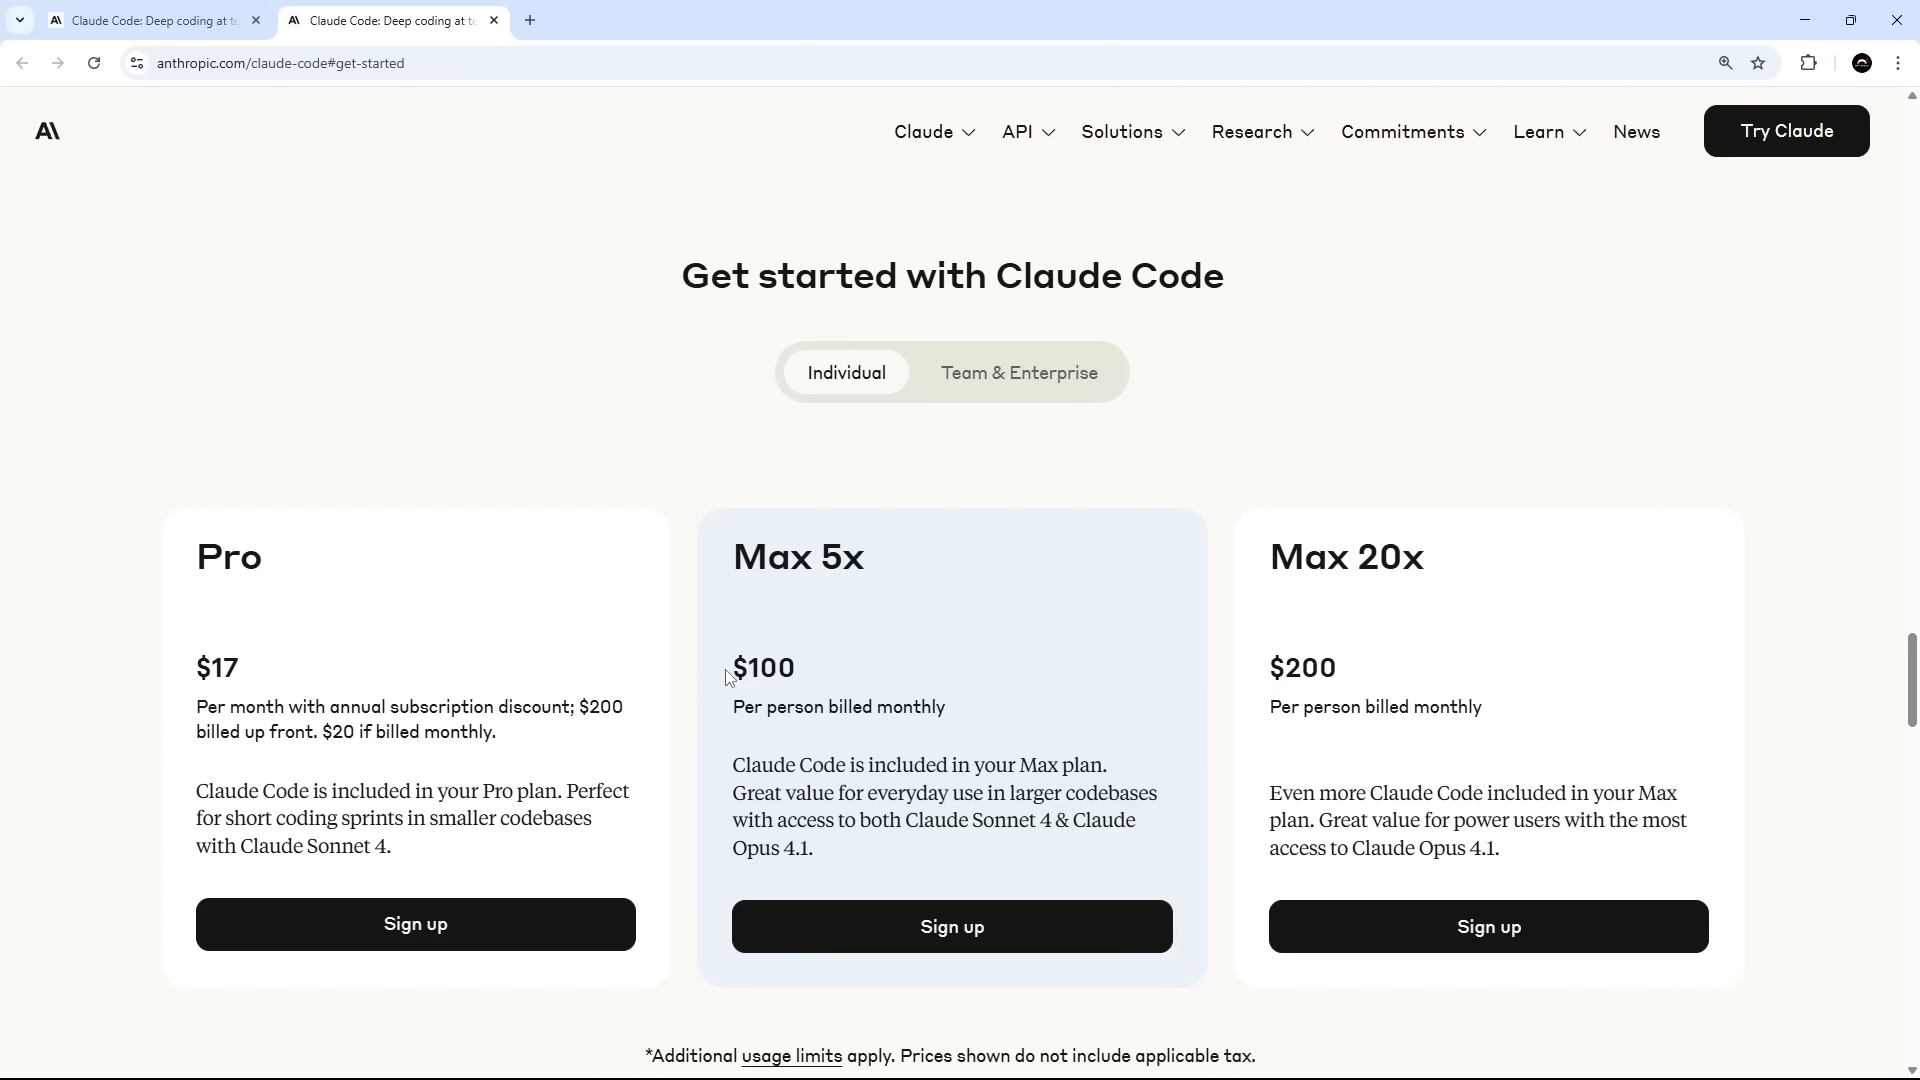 Claude Code: Deep coding at te
Claude Code: Deep coding at te
anthropic.com/claude-code#get-started
Claude
API
Solutions
Research
Commitments
Learn
News
Try Claude
Get started with Claude Code
Individual
Team & Enterprise
Pro
$17
Per month with annual subscription discount; $200
billed up front. $20 if billed monthly.
Claude Code is included in your Pro plan. Perfect
for short coding sprints in smaller codebases
with Claude Sonnet 4.
Sign up
Max 5x
$100
Per person billed monthly
Claude Code is included in your Max plan.
Great value for everyday use in larger codebases
with access to both Claude Sonnet 4 & Claude
Opus 4.1.
Sign up
Max 20x
$200
Per person billed monthly
Even more Claude Code included in your Max
plan. Great value for power users with the most
access to Claude Opus 4.1.
Sign up
*Additional usage limits apply. Prices shown do not include applicable tax.